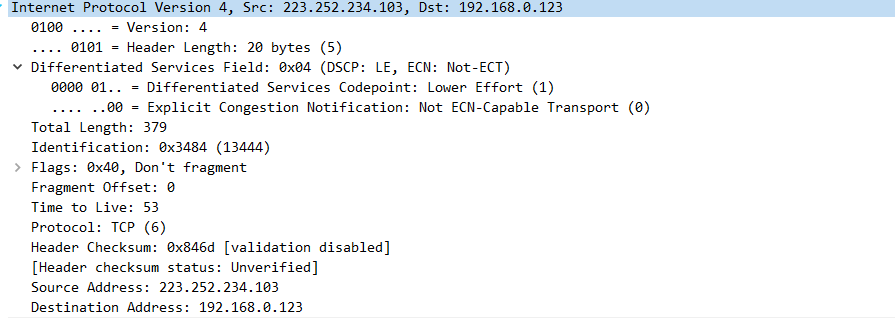 Internet Protocol Version 4, Src: 223.252.234.103, Dst: 192.168.0.123
0100 .... = Version: 4
.... 0101 = Header Length: 20 bytes (5)
Differentiated Services Field: 0x04 (DSCP: LE, ECN: Not-ECT)
0000 01.. = Differentiated Services Codepoint: Lower Effort (1)
.... ..00 = Explicit Congestion Notification: Not ECN-Capable Transport (0)
Total Length: 379
Identification: 0x3484 (13444)
Flags: 0x40, Don't fragment
Fragment Offset: 0
Time to Live: 53
Protocol: TCP (6)
Header Checksum: 0x846d [validation disabled]
[Header checksum status: Unverified]
Source Address: 223.252.234.103
Destination Address: 192.168.0.123